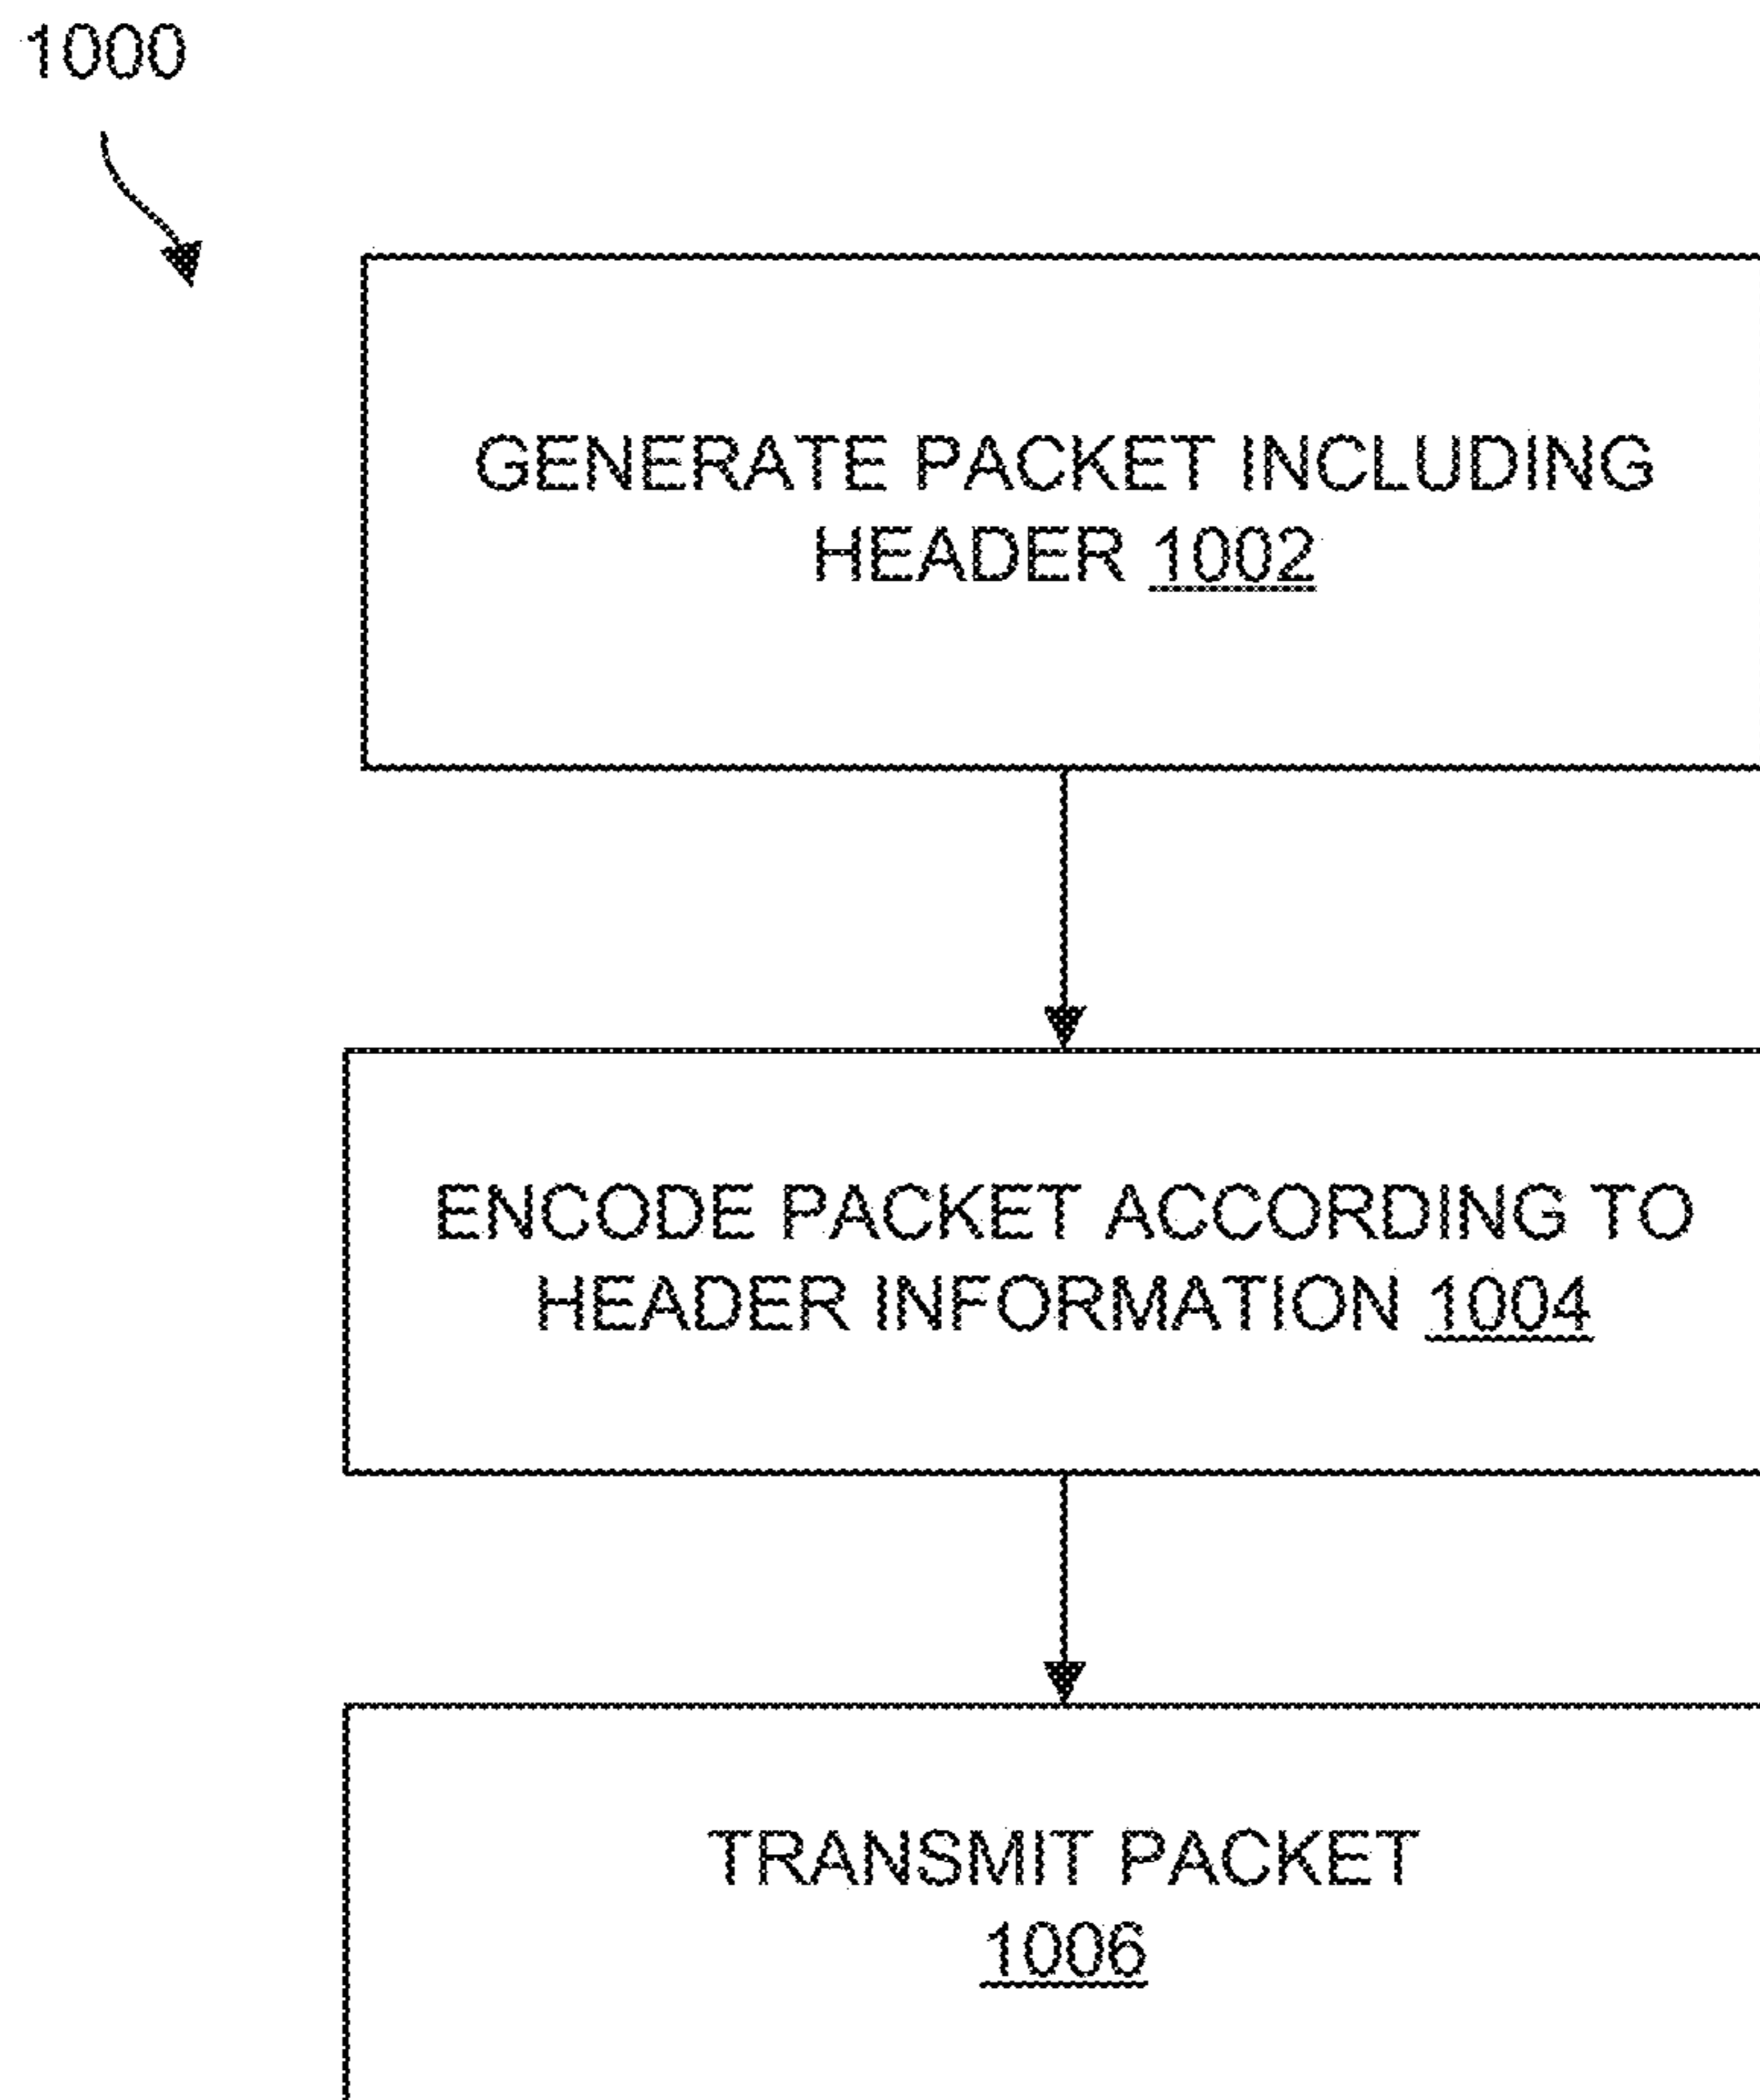 1000
GENERATE PACKET INCLUDING
HEADER 1002
ENCODE PACKET ACCORDING TO
HEADER INFORMATION 1004
TRANSMIT PACKET
1006